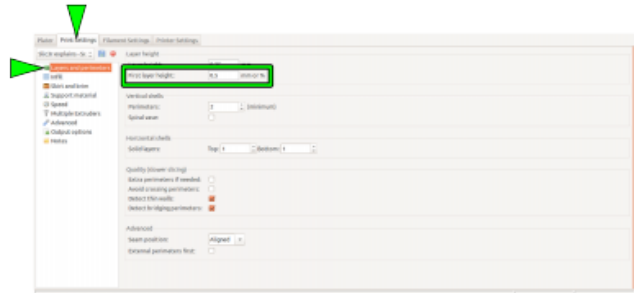 Plater Print Settings Filament Settings Printer Settings
Layer height
Layers and perimeters
First layer height: 0.5 mm or %
Infill
Skirt and brim
Vertical shells
Support material
Perimeters: 3 (minimum)
Speed
Spiral vase:
Multiple Extruders
Advanced
Output options
Horizontal shells
Notes
Solid layers: Top: Bottom:
Quality (slower slicing)
Extra perimeters if needed:
Avoid crossing perimeters:
Detect thin walls:
Detect bridging perimeters:
Advanced
Seam position: Aligned
External perimeters first: